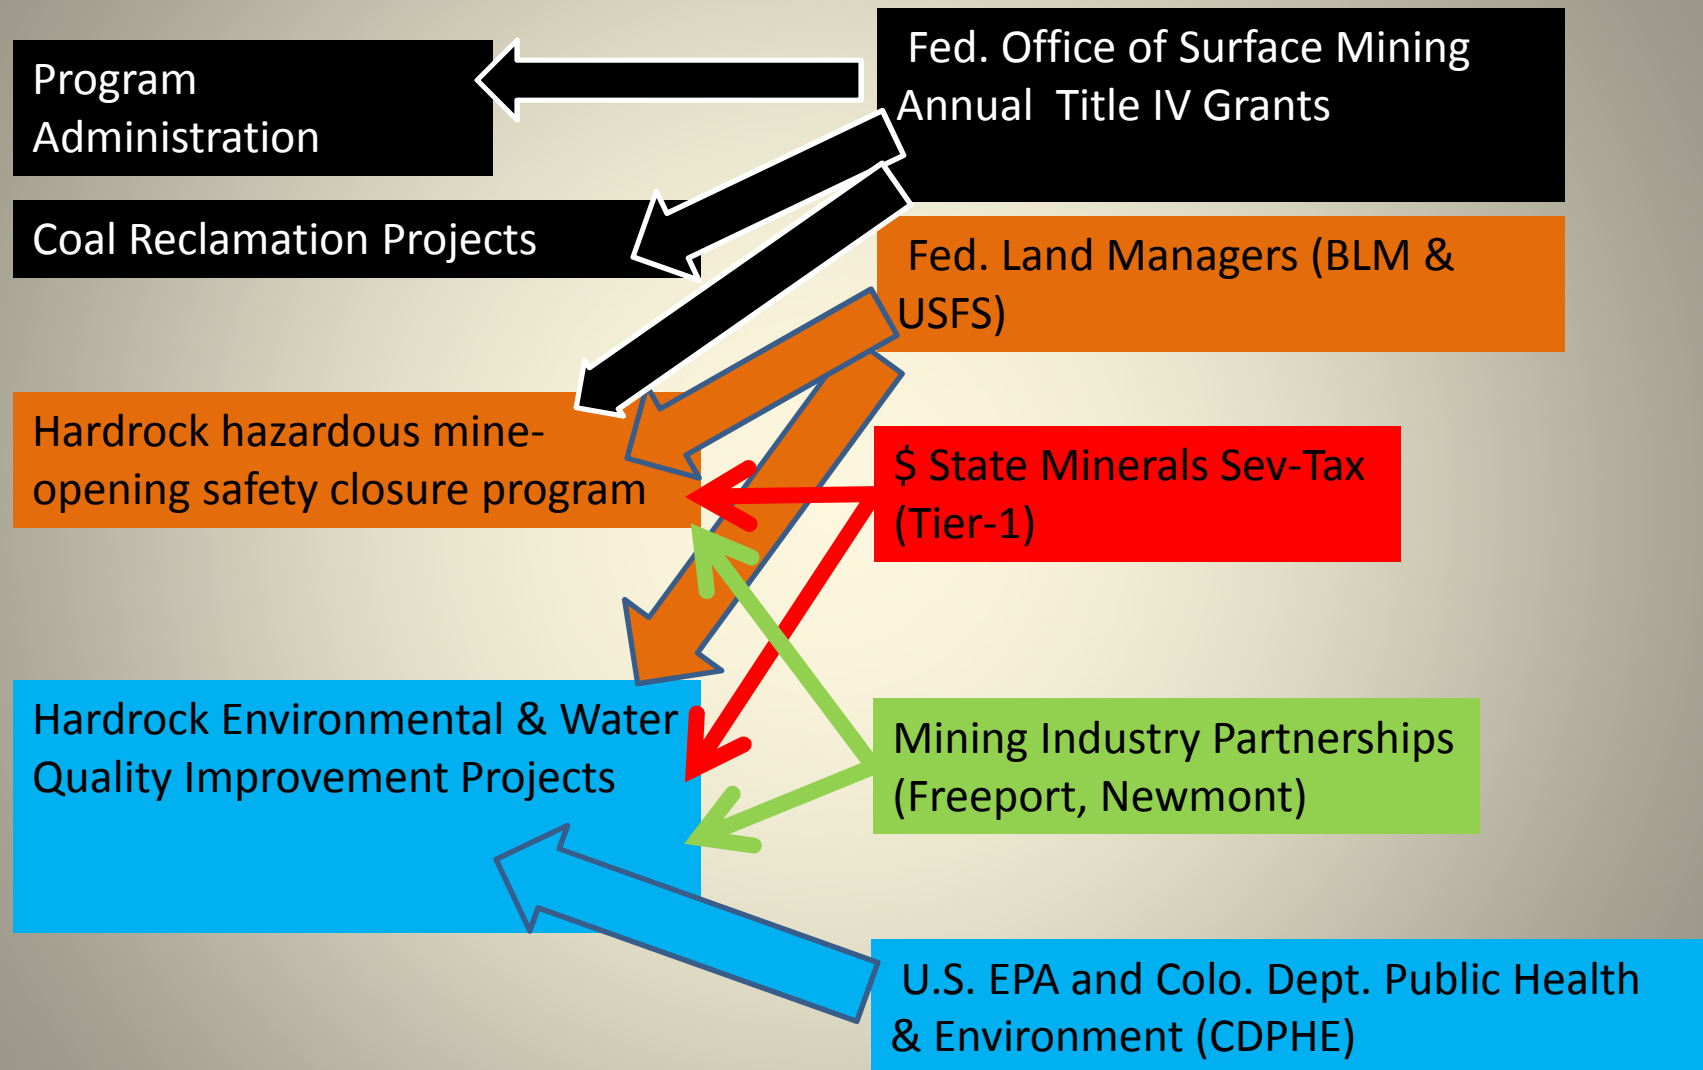 Program
Administration
Coal Reclamation Projects
Hardrock hazardous mine-
opening safety closure program
Hardrock Environmental & Water
Quality Improvement Projects
Fed. Office of Surface Mining
Annual Title IV Grants
Fed. Land Managers (BLM &
USFS)
$ State Minerals Sev-Tax
(Tier-1)
Mining Industry Partnerships
(Freeport, Newmont)
U.S. EPA and Colo. Dept. Public Health
& Environment (CDPHE)